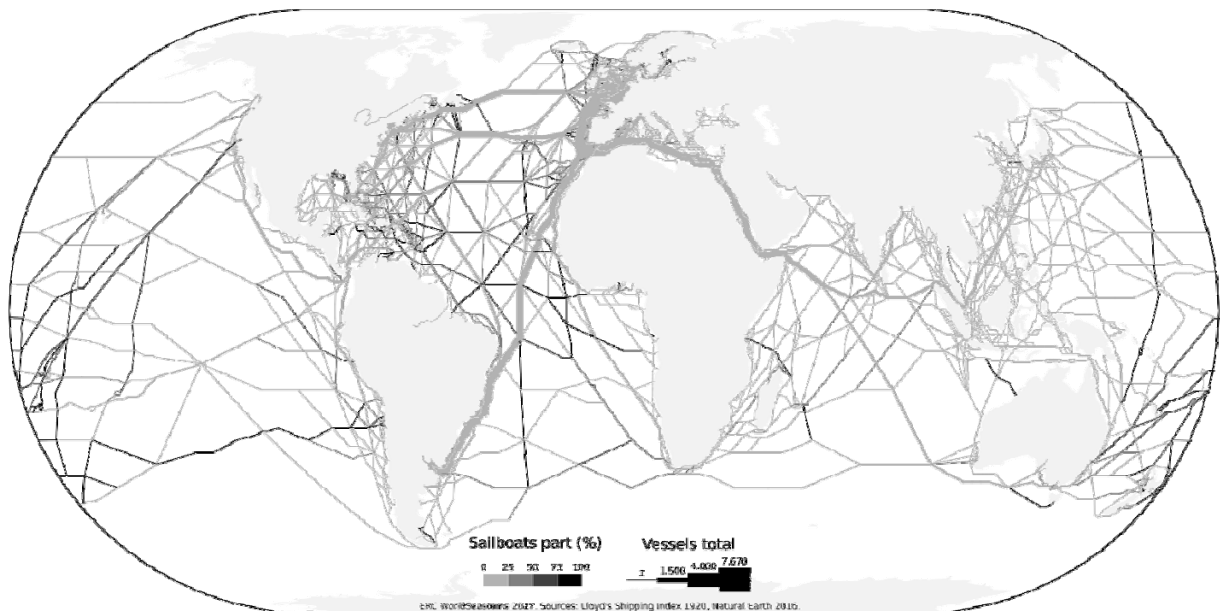 Sailboats part (%)
0 25 50 75 100
Vessels total
1.500 4.000 7.670
Sources: Lloyd's Shipping Index 1920, Natural Earth 2016.